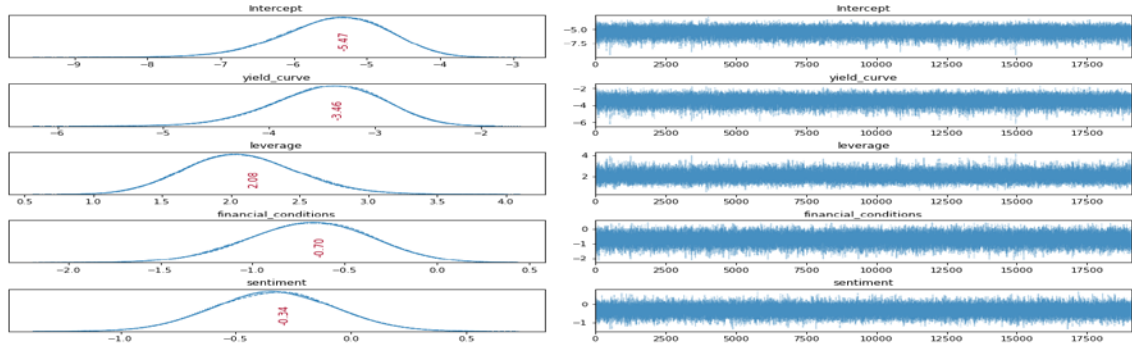 Intercept
-5.47
−9 −8 −7 −6 −5 −4 −3
yield_curve
-3.46
−6 −5 −4 −3 −2
leverage
2.08
0.5 1.0 1.5 2.0 2.5 3.0 3.5 4.0
financial_conditions
-0.70
−2.0 −1.5 −1.0 −0.5 0.0 0.5
sentiment
-0.34
−1.0 −0.5 0.0 0.5
Intercept
−5.0
−7.5
0 2500 5000 7500 10000 12500 15000 17500
yield_curve
−2
−4
−6
0 2500 5000 7500 10000 12500 15000 17500
leverage
4
2
0 2500 5000 7500 10000 12500 15000 17500
financial_conditions
0
−1
−2
0 2500 5000 7500 10000 12500 15000 17500
sentiment
0
−1
0 2500 5000 7500 10000 12500 15000 17500